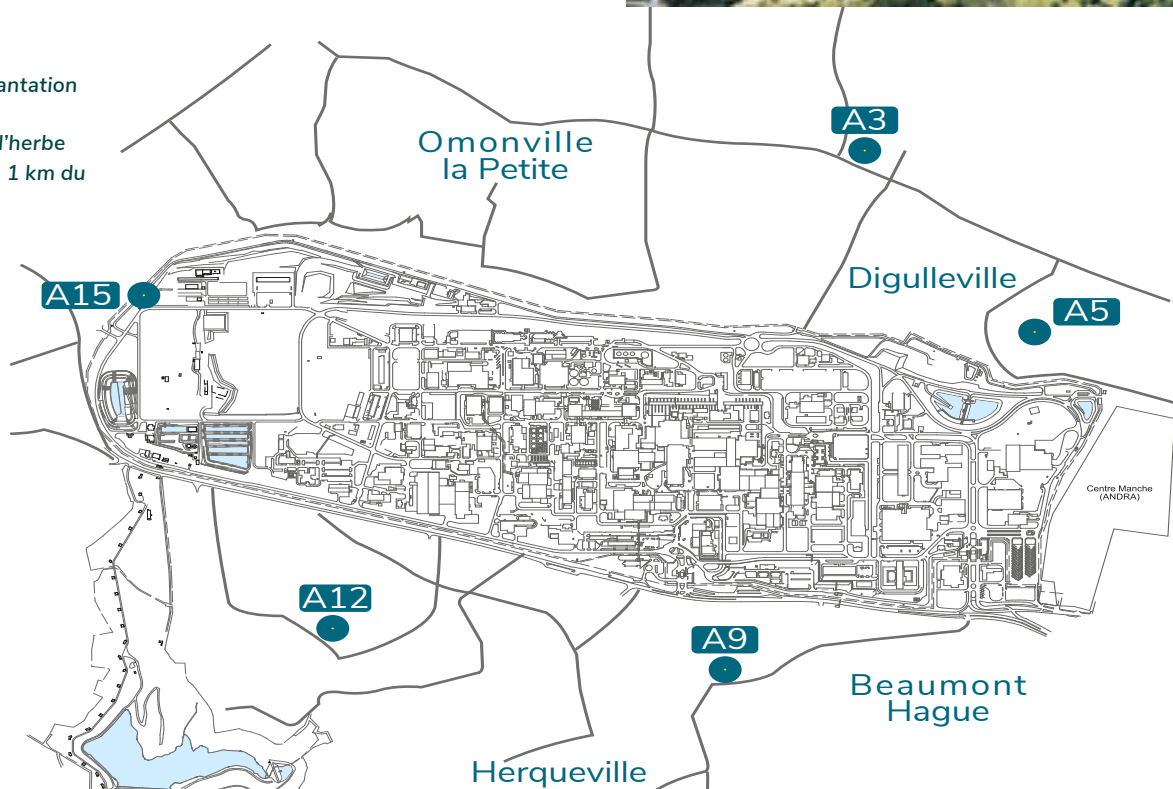 antation
l'herbe
1 km du
Omonville
la Petite
A3
Digulleville
A15
A5
Centre Manche
(ANDRA)
A12
A9
Beaumont
Hague
Herqueville